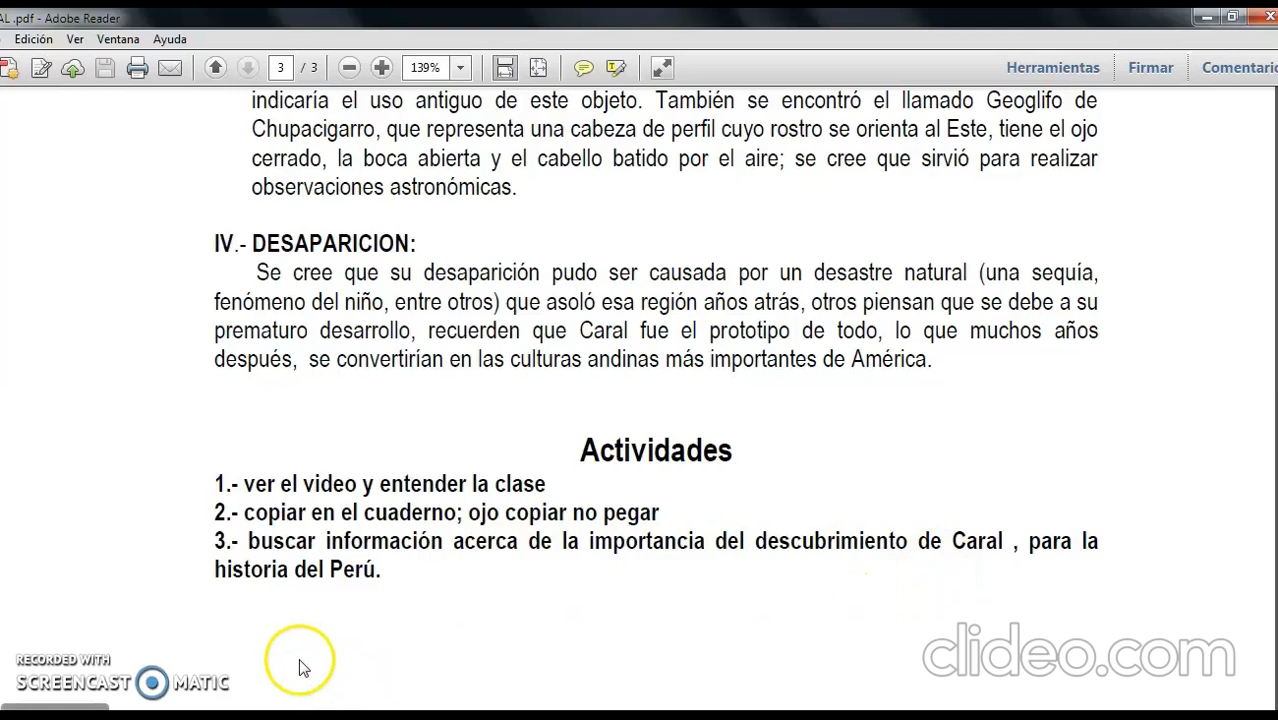 AL .pdf - Adobe Reader
Edición Ver Ventana Ayuda
3 / 3 139% Herramientas Firmar Comentario
indicaría el uso antiguo de este objeto. También se encontró el llamado Geoglifo de
Chupacigarro, que representa una cabeza de perfil cuyo rostro se orienta al Este, tiene el ojo
cerrado, la boca abierta y el cabello batido por el aire; se cree que sirvió para realizar
observaciones astronómicas.
IV.- DESAPARICION:
Se cree que su desaparición pudo ser causada por un desastre natural (una sequía,
fenómeno del niño, entre otros) que asoló esa región años atrás, otros piensan que se debe a su
prematuro desarrollo, recuerden que Caral fue el prototipo de todo, lo que muchos años
después, se convertirían en las culturas andinas más importantes de América.
Actividades
1.- ver el video y entender la clase
2.- copiar en el cuaderno; ojo copiar no pegar
3.- buscar información acerca de la importancia del descubrimiento de Caral , para la
historia del Perú.
RECORDED WITH
SCREENCAST MATIC
clideo.com